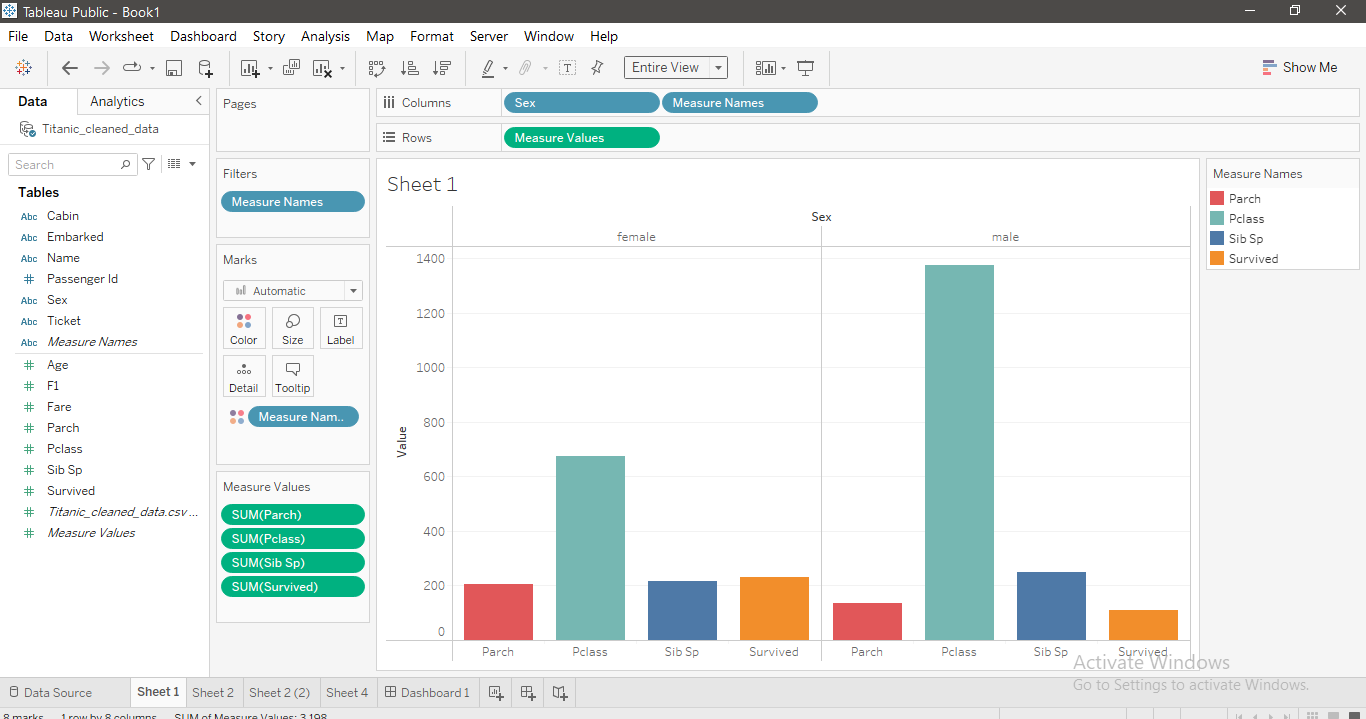 Tableau Public - Book1
File Data Worksheet Dashboard Story Analysis Map Format Server Window Help
Entire View
Show Me
Data Analytics
Titanic_cleaned_data
Search
Tables
Abc Cabin
Abc Embarked
Abc Name
# Passenger Id
Abc Sex
Abc Ticket
Abc Measure Names
# Age
# F1
# Fare
# Parch
# Pclass
# Sib Sp
# Survived
# Titanic_cleaned_data.csv ...
# Measure Values
Pages
Filters
Measure Names
Marks
Automatic
Color Size Label
Detail Tooltip
Measure Nam..
Measure Values
SUM(Parch)
SUM(Pclass)
SUM(Sib Sp)
SUM(Survived)
Columns Sex Measure Names
Rows Measure Values
Sheet 1
Sex
female male
1400
1200
1000
800
600
400
200
0
Value
Parch Pclass Sib Sp Survived Parch Pclass Sib Sp Survived
Measure Names
Parch
Pclass
Sib Sp
Survived
Activate Windows
Go to Settings to activate Windows.
Data Source Sheet 1 Sheet 2 Sheet 2 (2) Sheet 4 Dashboard 1
8 marks 1 row by 8 columns SUM of Measure Values: 3,198